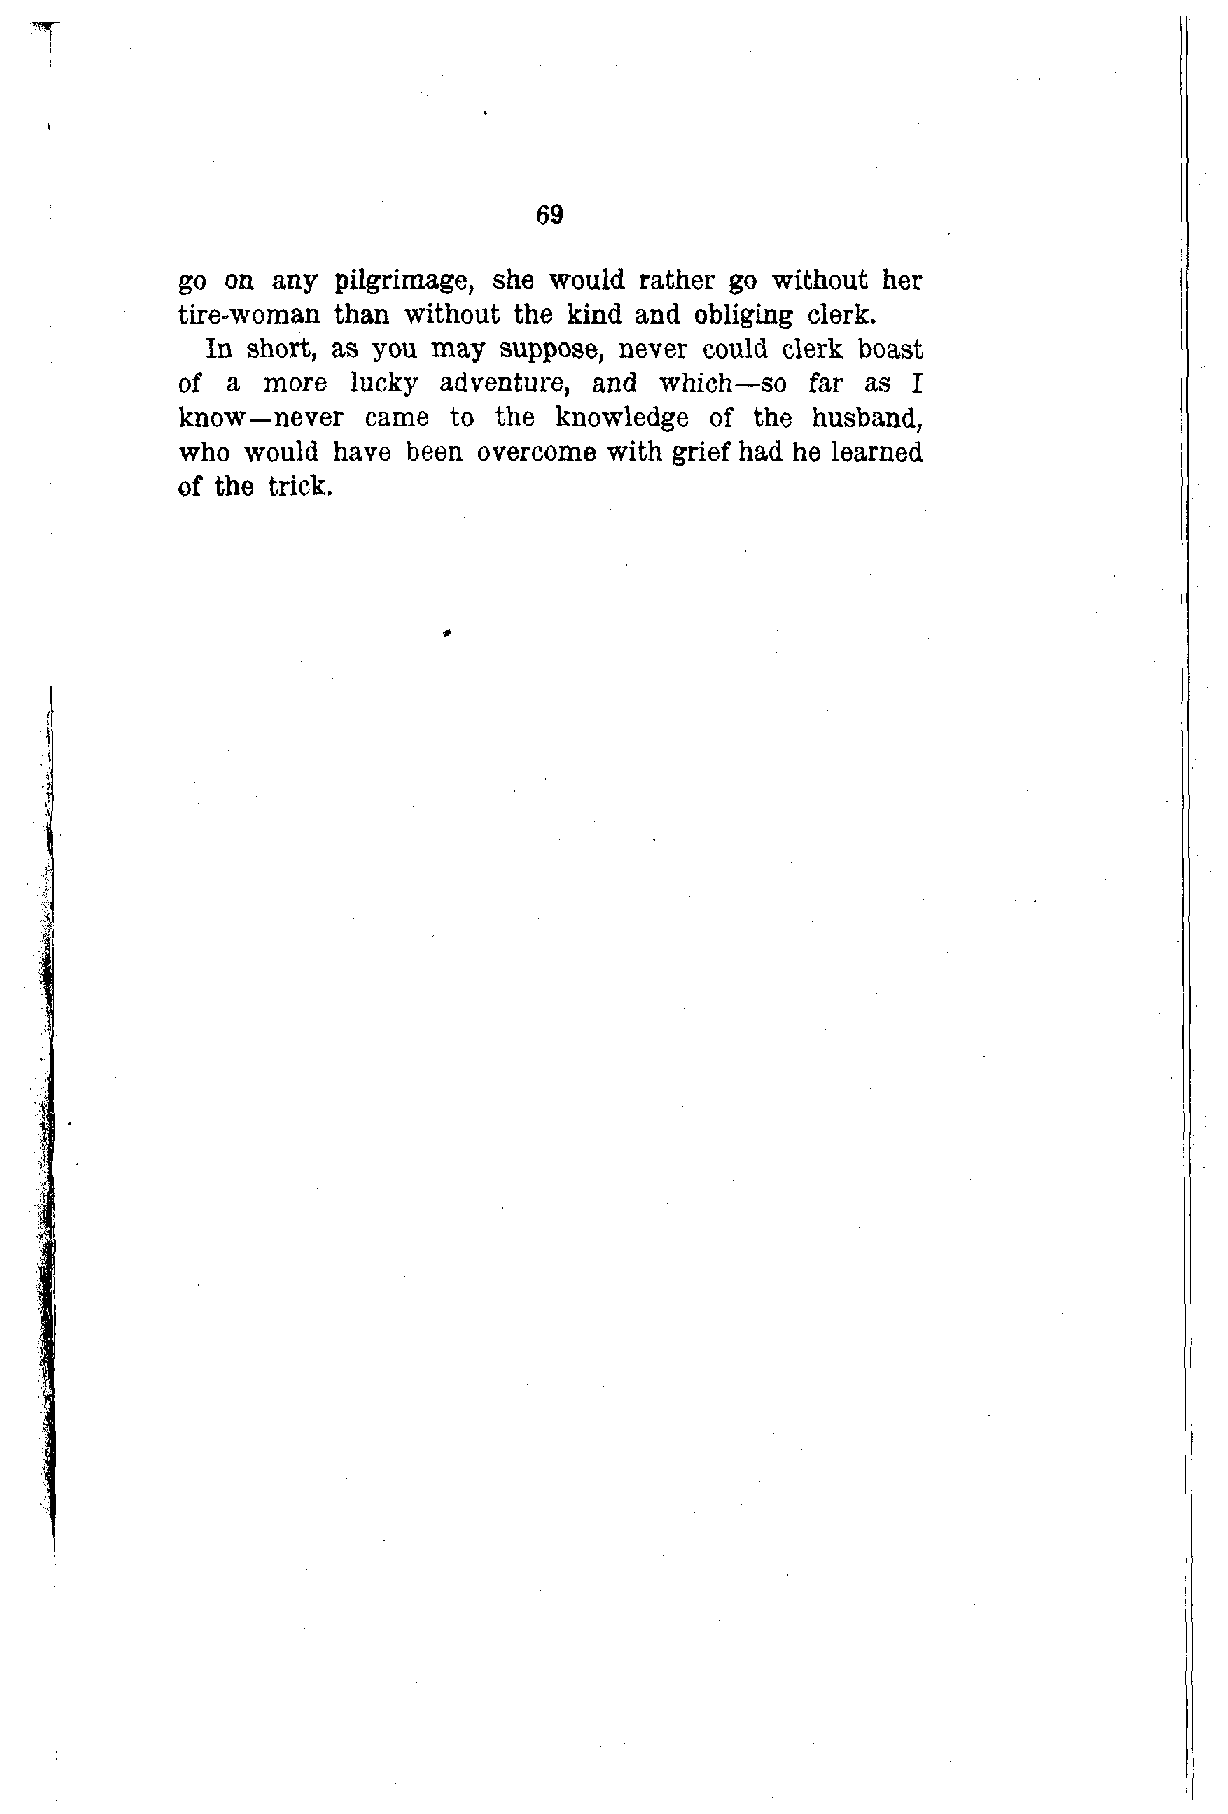 69
go on any pilgrimage, she would rather go without her
tire-woman than without the kind and obliging clerk.
In short, as you may suppose, never could clerk boast
of a more lucky adventure, and which—so far as I
know—never came to the knowledge of the husband,
who would have been overcome with grief had he learned
of the trick.